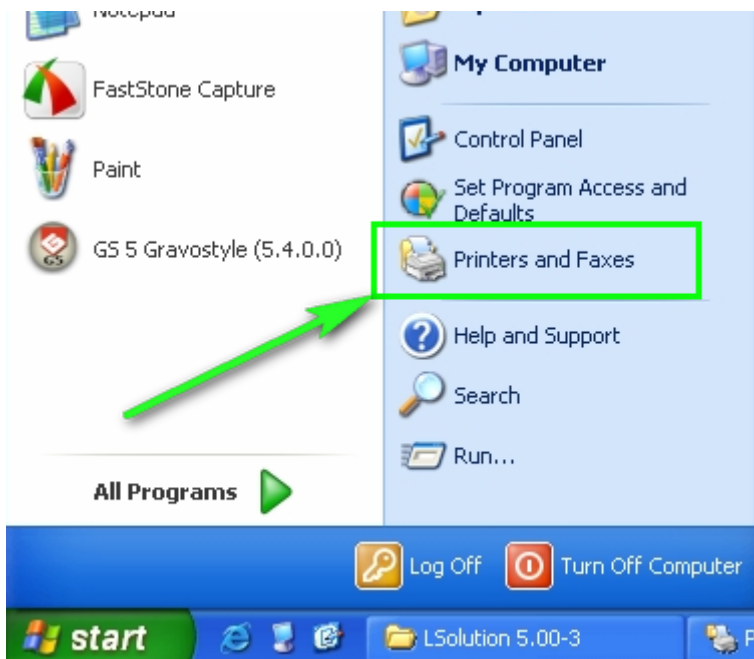 Notepad
FastStone Capture
Paint
GS 5 Gravostyle (5.4.0.0)
All Programs
My Computer
Control Panel
Set Program Access and
Defaults
Printers and Faxes
Help and Support
Search
Run...
Log Off
Turn Off Computer
start
LSolution 5.00-3